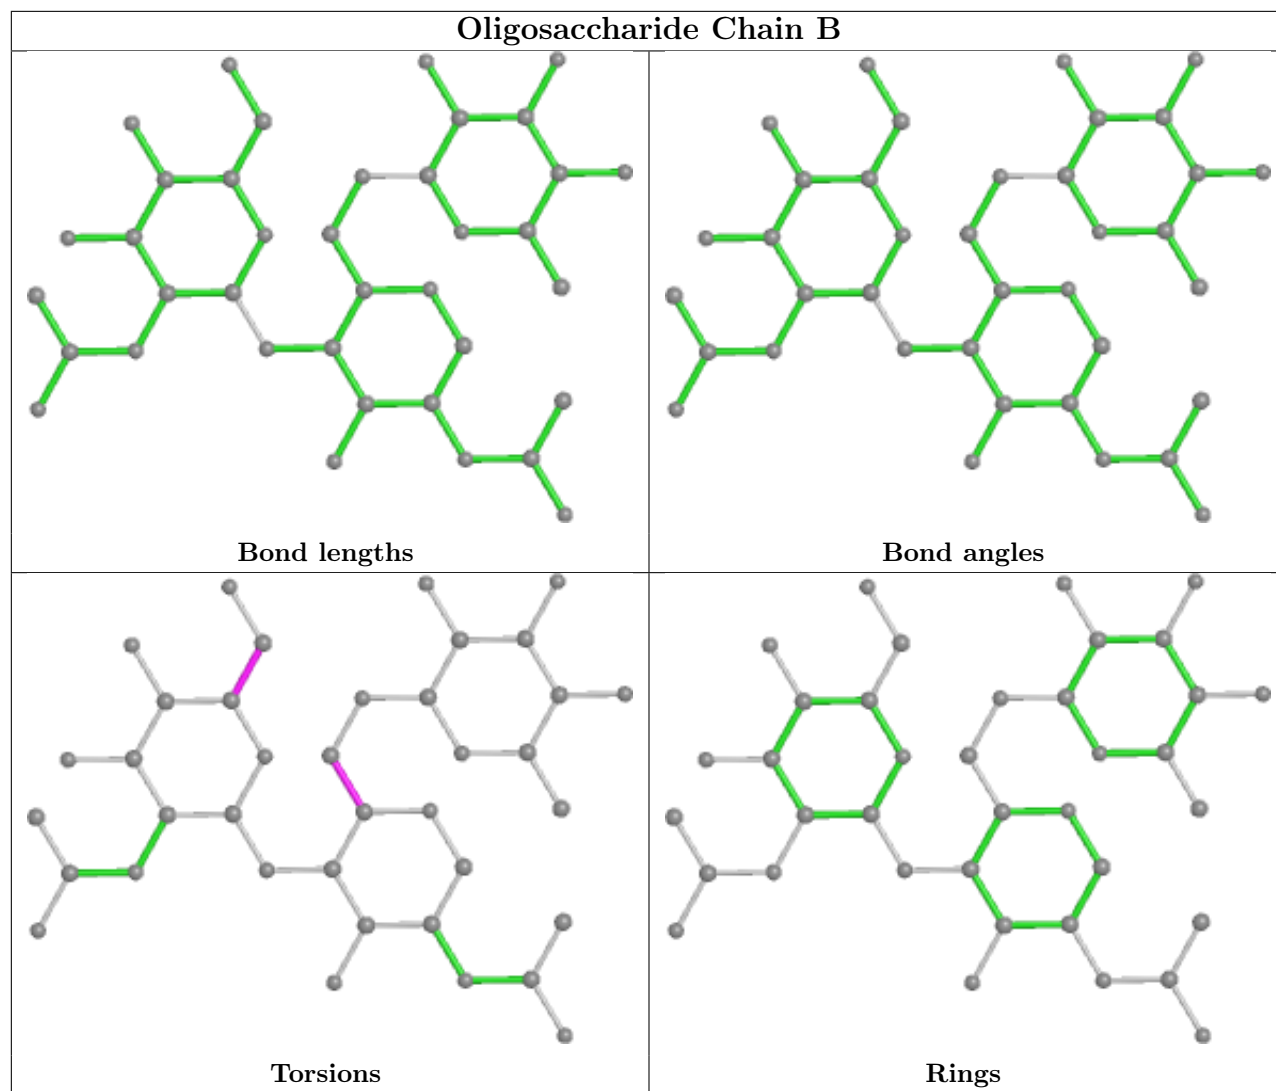 Oligosaccharide Chain B
Bond lengths
Bond angles
Torsions
Rings